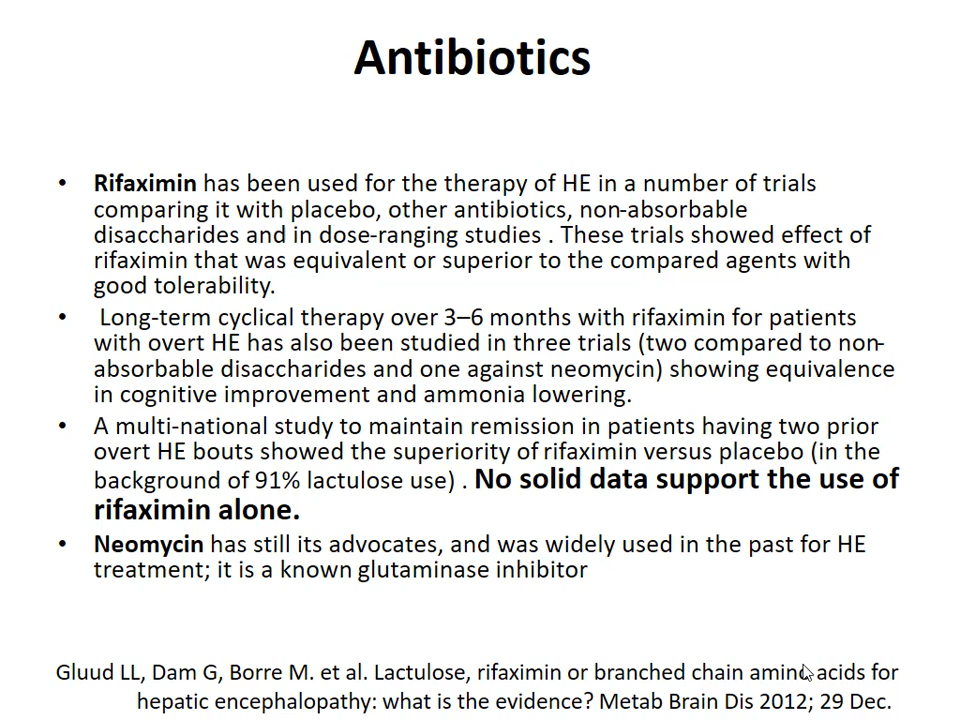 Antibiotics
• Rifaximin has been used for the therapy of HE in a number of trials
comparing it with placebo, other antibiotics, non-absorbable
disaccharides and in dose-ranging studies . These trials showed effect of
rifaximin that was equivalent or superior to the compared agents with
good tolerability.
• Long-term cyclical therapy over 3–6 months with rifaximin for patients
with overt HE has also been studied in three trials (two compared to non-
absorbable disaccharides and one against neomycin) showing equivalence
in cognitive improvement and ammonia lowering.
• A multi-national study to maintain remission in patients having two prior
overt HE bouts showed the superiority of rifaximin versus placebo (in the
background of 91% lactulose use) . No solid data support the use of
rifaximin alone.
• Neomycin has still its advocates, and was widely used in the past for HE
treatment; it is a known glutaminase inhibitor
Gluud LL, Dam G, Borre M. et al. Lactulose, rifaximin or branched chain amino acids for
hepatic encephalopathy: what is the evidence? Metab Brain Dis 2012; 29 Dec.